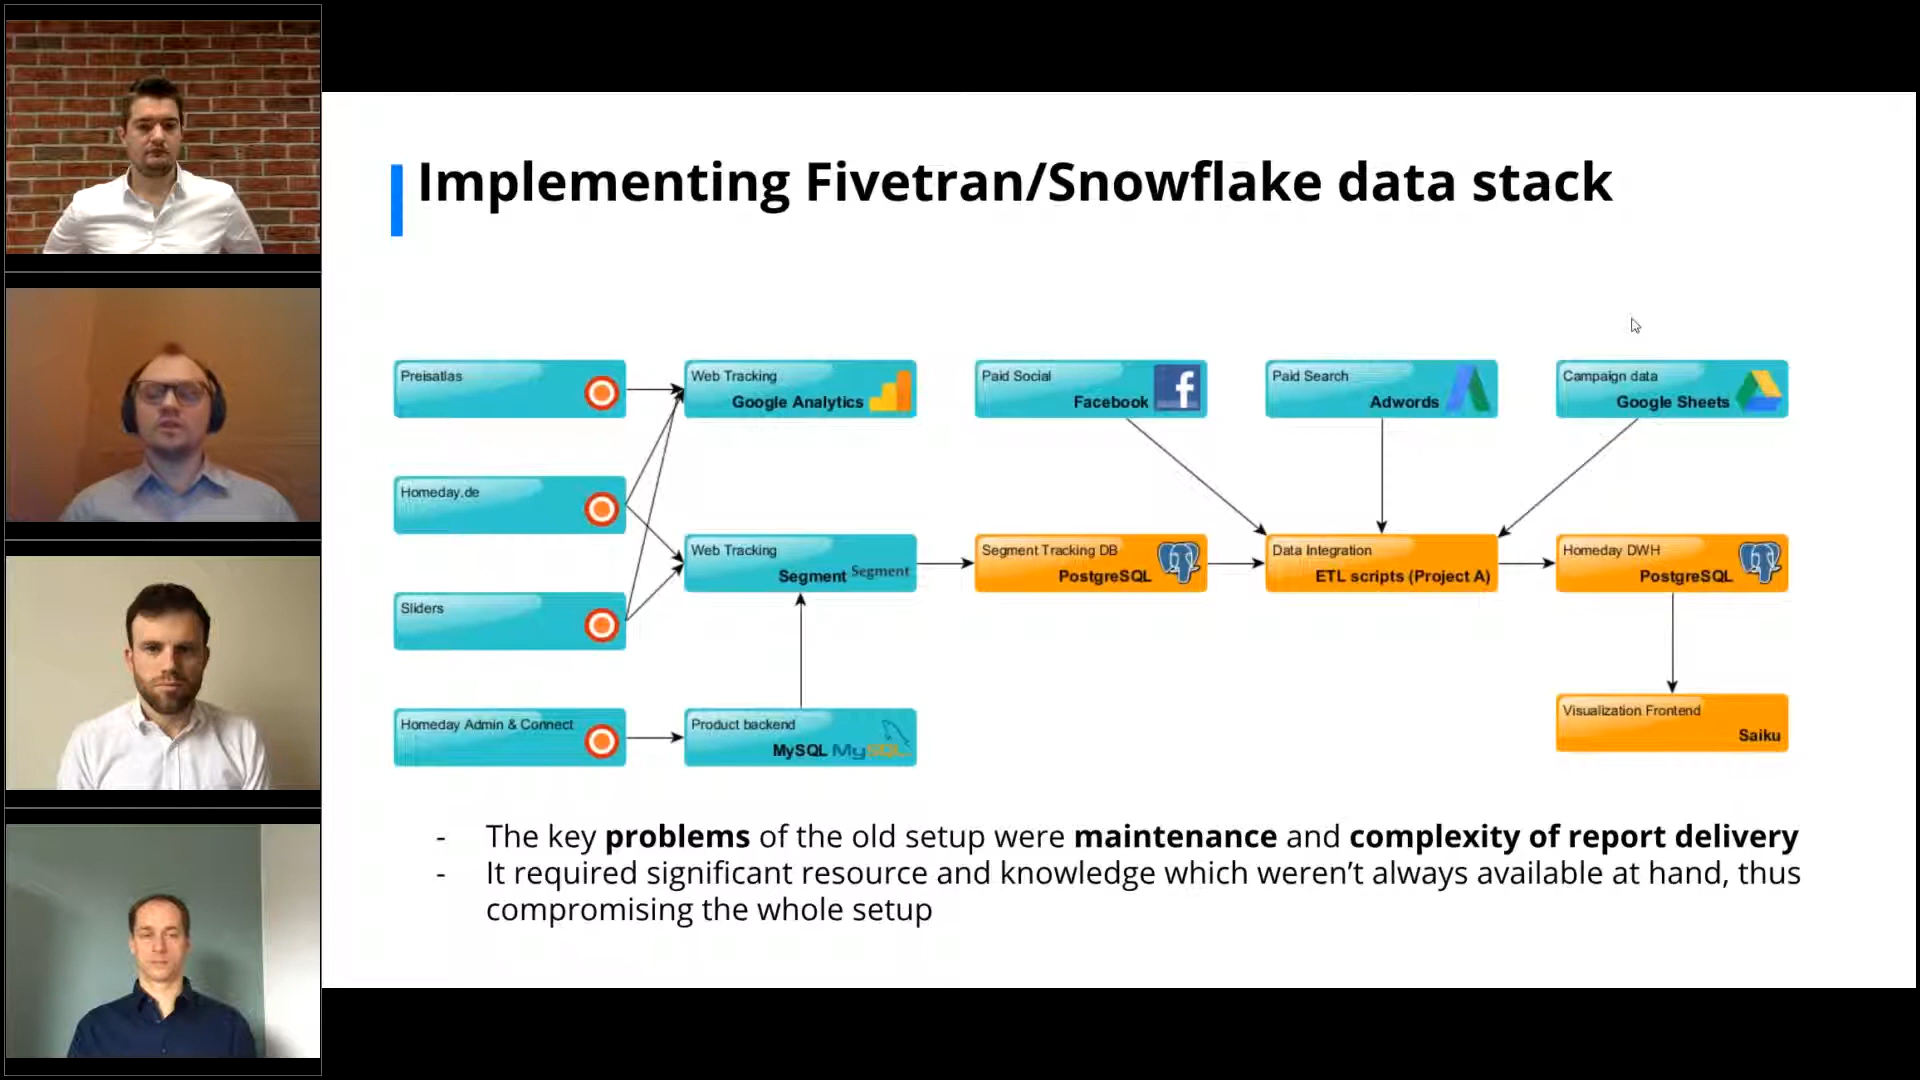 Implementing Fivetran/Snowflake data stack
Preisatlas
Web Tracking
Google Analytics
Paid Social
Facebook
Paid Search
Adwords
Campaign data
Google Sheets
Homeday.de
Web Tracking
Segment Segment
Segment Tracking DB
PostgreSQL
Data Integration
ETL scripts (Project A)
Homeday DWH
PostgreSQL
Sliders
Homeday Admin & Connect
Product backend
MySQL MySQL
Visualization Frontend
Saiku
- The key problems of the old setup were maintenance and complexity of report delivery
- It required significant resource and knowledge which weren’t always available at hand, thus
compromising the whole setup